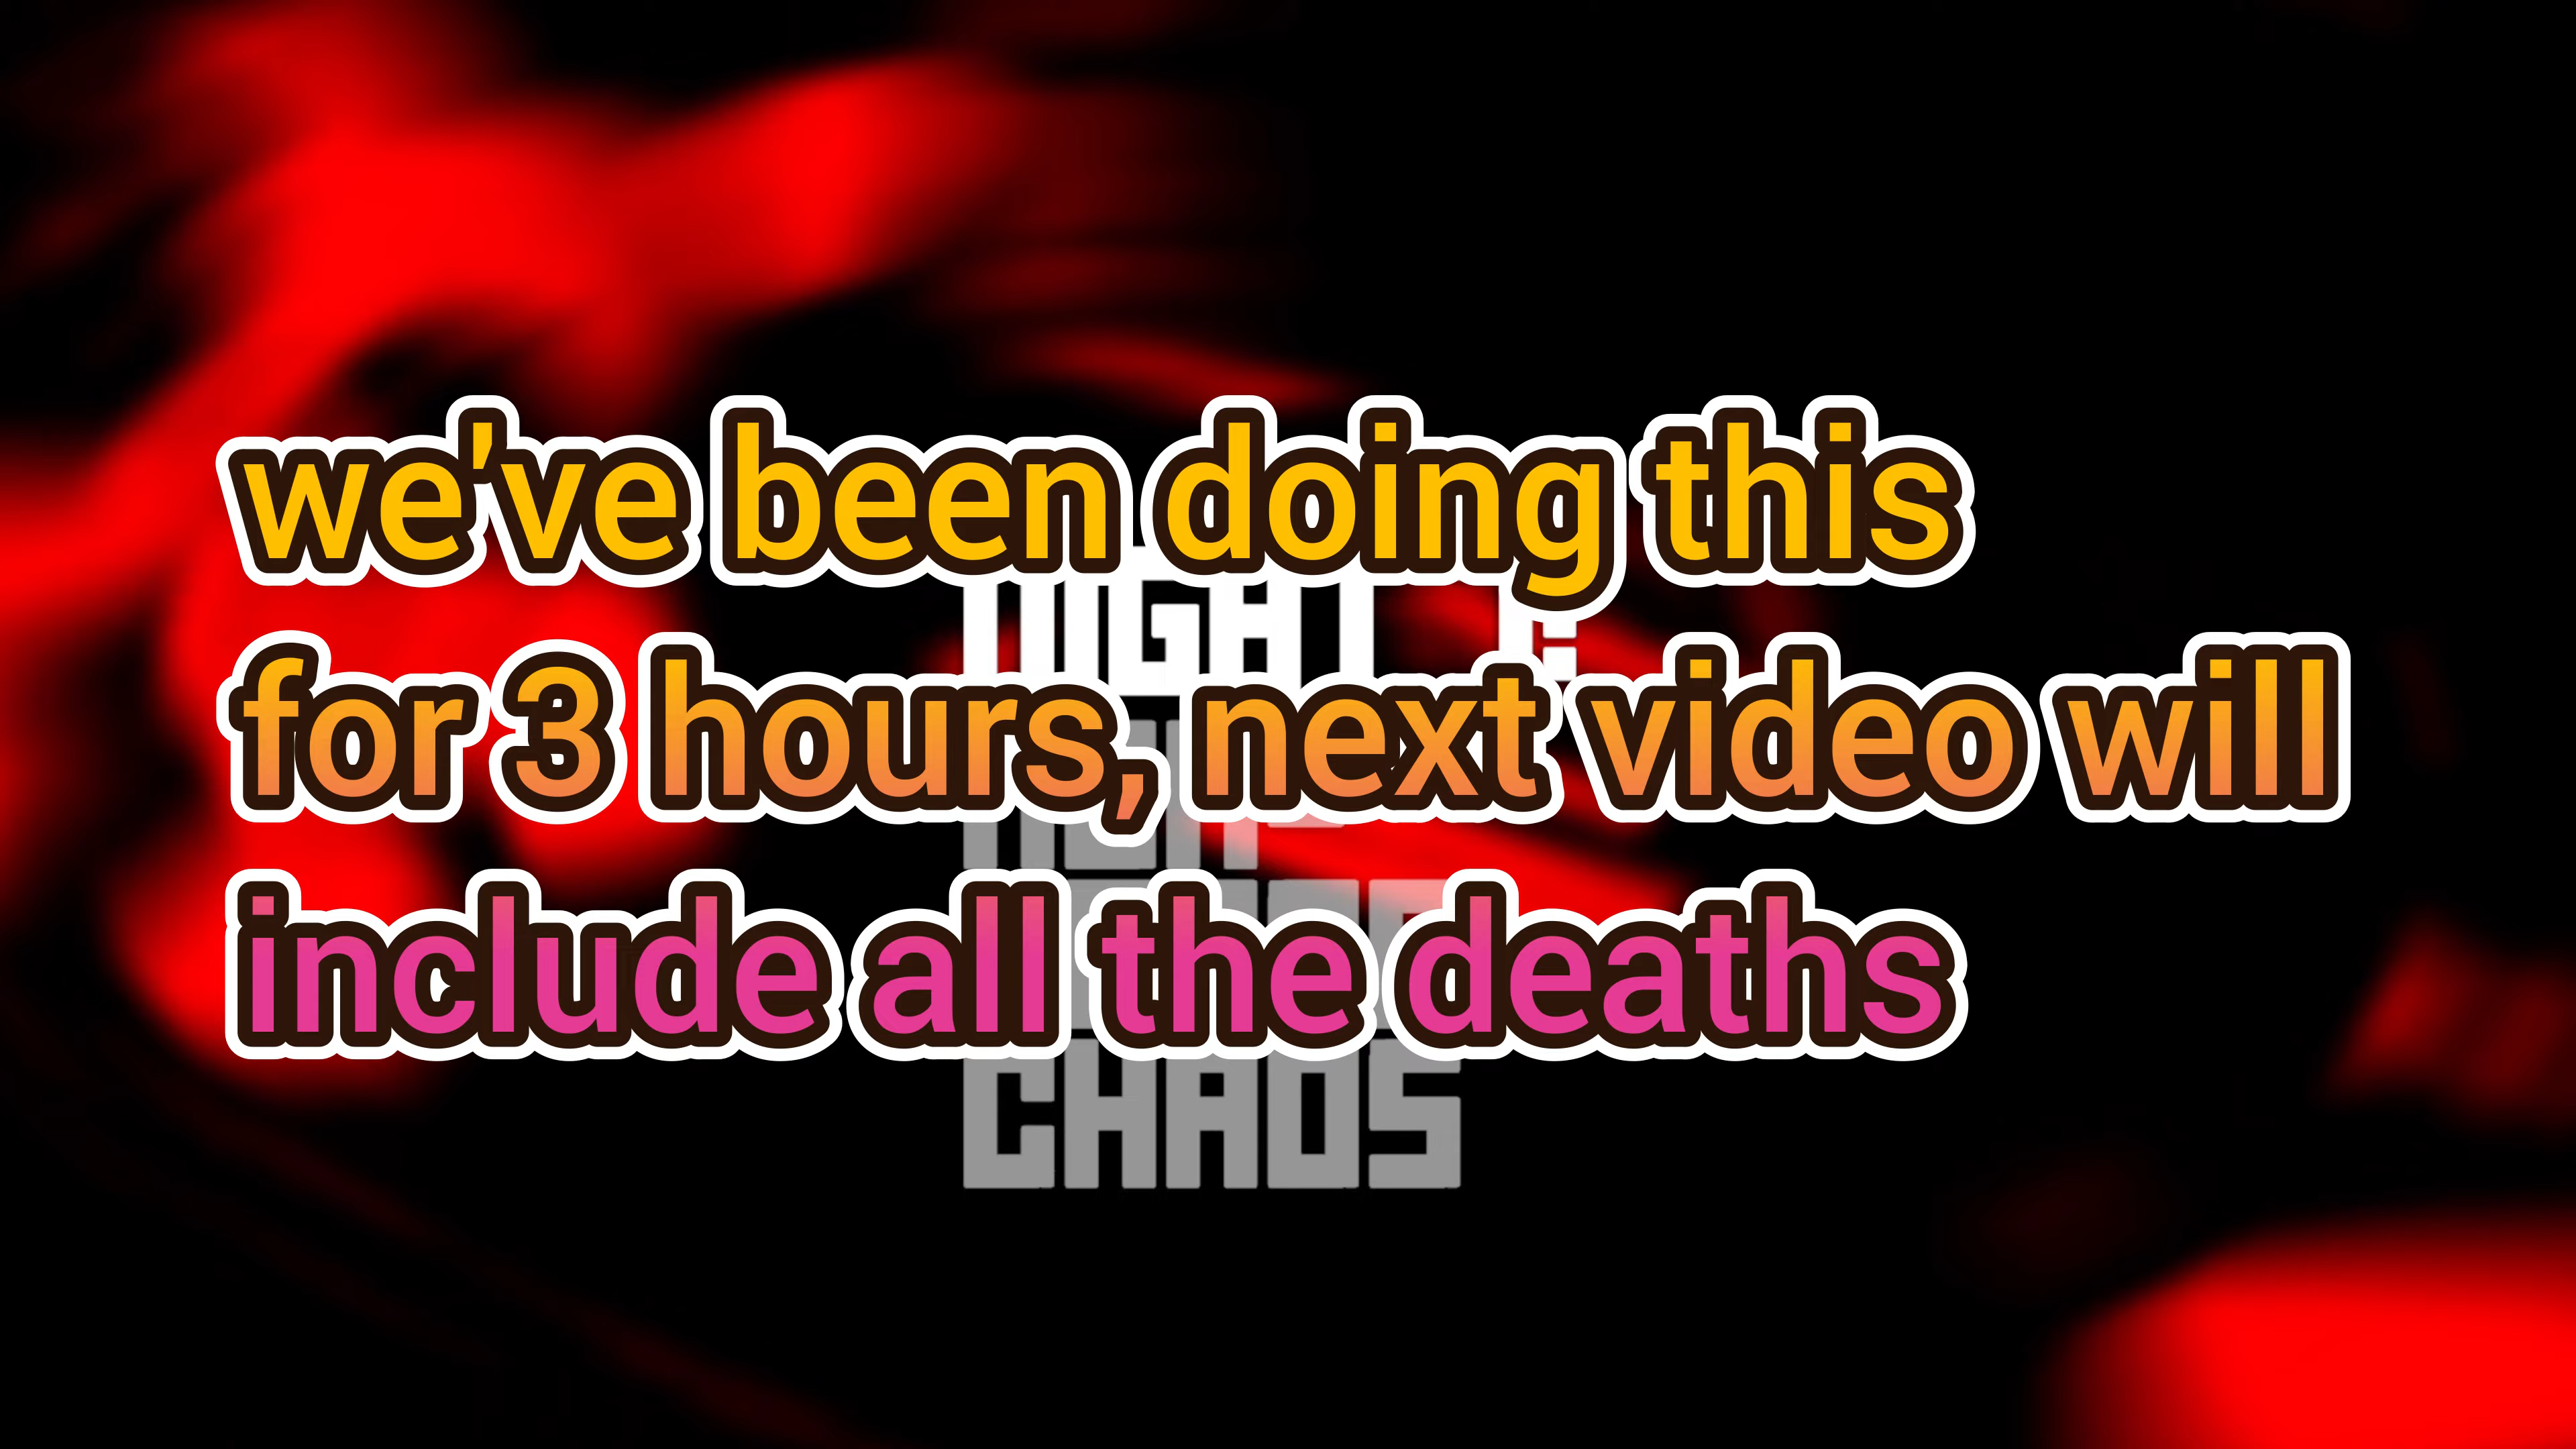 we've been doing this
for 3 hours, next video will
include all the deaths
CHAOS